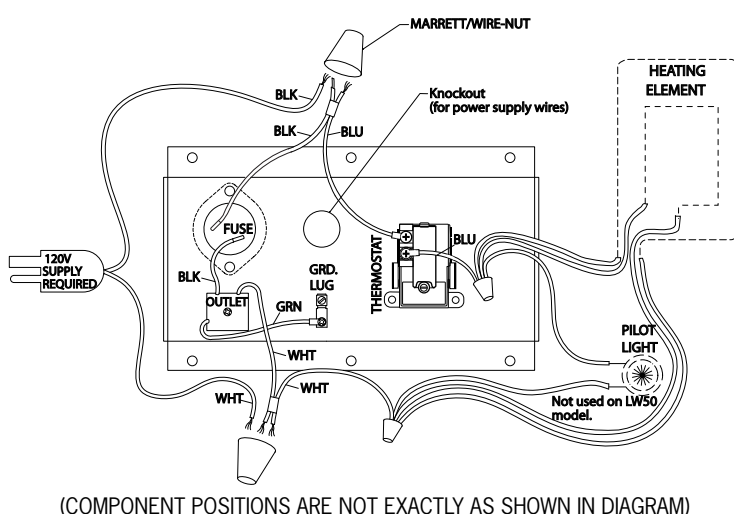 MARRETT/WIRE-NUT
HEATING
ELEMENT
BLK
Knockout
(for power supply wires)
BLK
BLU
FUSE
THERMOSTAT
BLU
120V
SUPPLY
REQUIRED
BLK
GRD.
LUG
OUTLET
GRN
PILOT
LIGHT
WHT
WHT
WHT
Not used on LW50
model.
(COMPONENT POSITIONS ARE NOT EXACTLY AS SHOWN IN DIAGRAM)